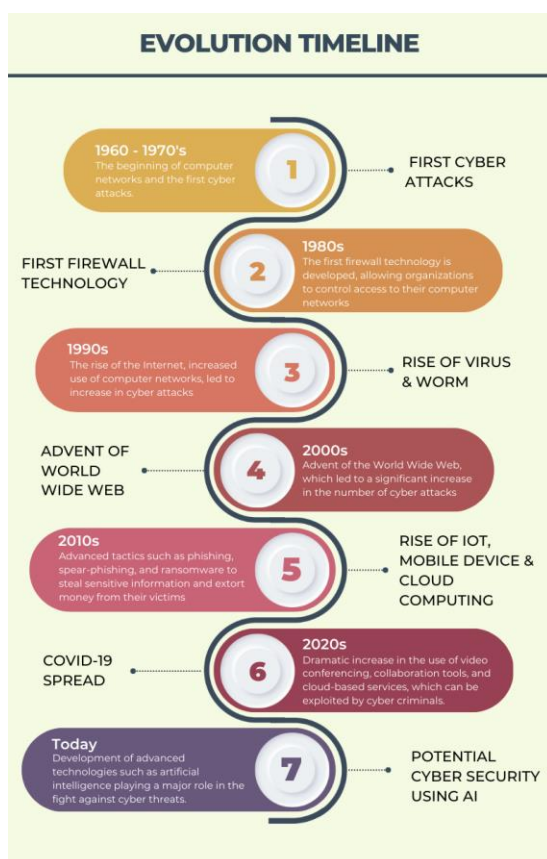 EVOLUTION TIMELINE
1960 - 1970's
The beginning of computer
networks and the first cyber
attacks.
1
FIRST CYBER
ATTACKS
FIRST FIREWALL
TECHNOLOGY
2
1980s
The first firewall technology is
developed, allowing organizations
to control access to their computer
networks
1990s
The rise of the Internet, increased
use of computer networks, led to
increase in cyber attacks
3
RISE OF VIRUS
& WORM
ADVENT OF
WORLD
WIDE WEB
4
2000s
Advent of the World Wide Web,
which led to a significant increase
in the number of cyber attacks
2010s
Advanced tactics such as phishing,
spear-phishing, and ransomware to
steal sensitive information and extort
money from their victims
5
RISE OF IOT,
MOBILE DEVICE &
CLOUD
COMPUTING
COVID-19
SPREAD
6
2020s
Dramatic increase in the use of video
conferencing, collaboration tools, and
cloud-based services, which can be
exploited by cyber criminals.
Today
Development of advanced
technologies such as artificial
intelligence playing a major role in the
fight against cyber threats.
7
POTENTIAL
CYBER SECURITY
USING AI